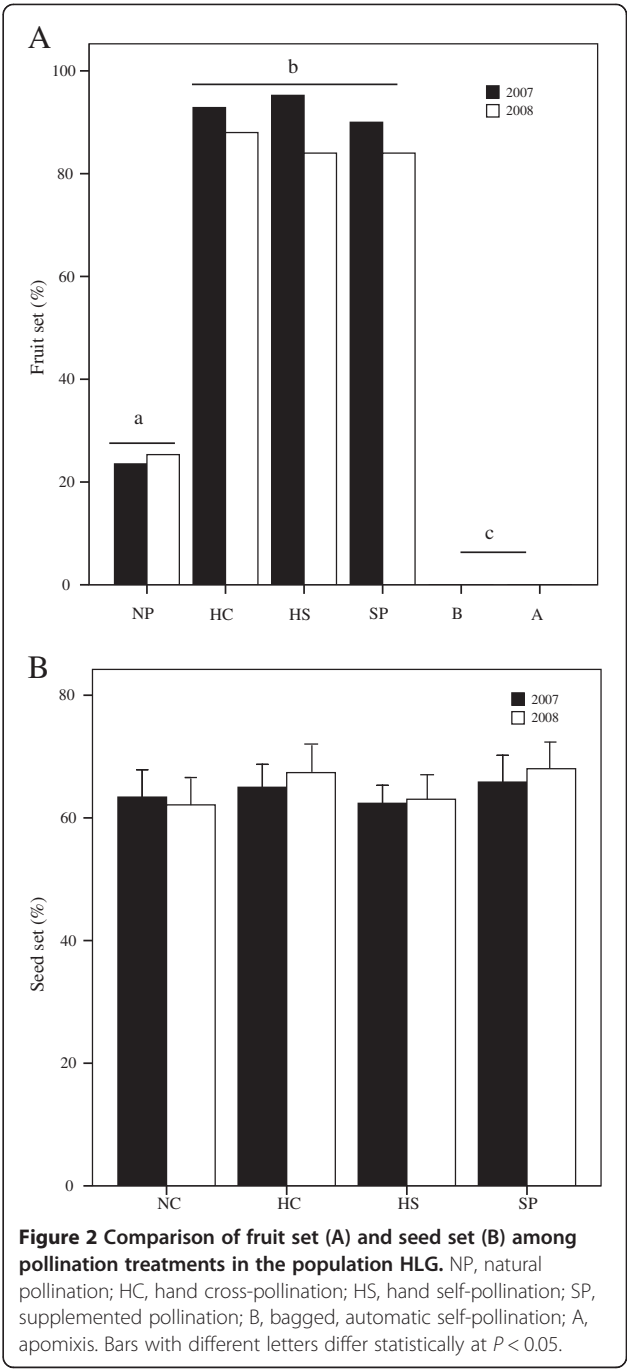 A
b
2007
2008
100
80
60
40
20
0
Fruit set (%)
a
c
NP HC HS SP B A
B
2007
2008
80
60
40
20
0
Seed set (%)
NC HC HS SP
Figure 2 Comparison of fruit set (A) and seed set (B) among
pollination treatments in the population HLG. NP, natural
pollination; HC, hand cross-pollination; HS, hand self-pollination; SP,
supplemented pollination; B, bagged, automatic self-pollination; A,
apomixis. Bars with different letters differ statistically at P < 0.05.